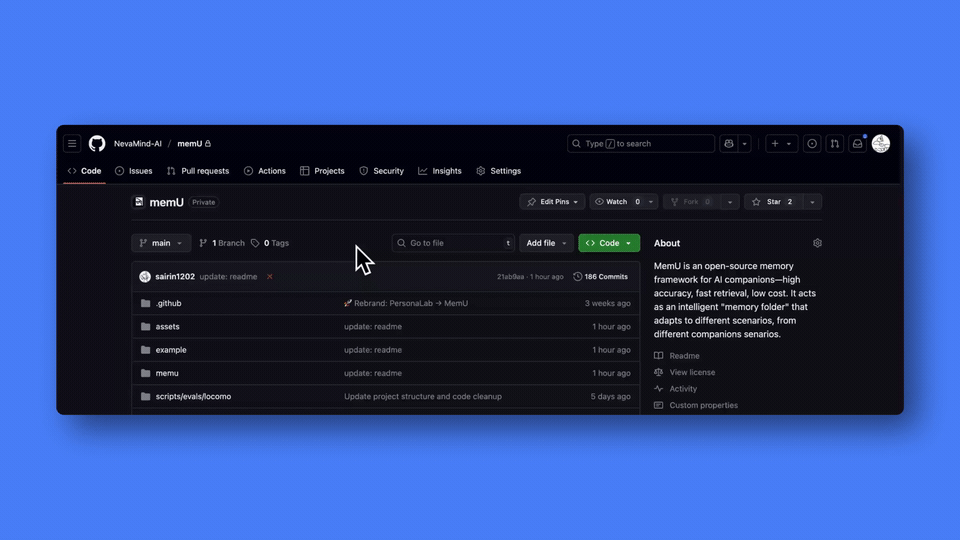 NevaMind-AI / memU
Type / to search
Code Issues Pull requests Actions Projects Security Insights Settings
memU Private
Edit Pins Watch 0 Fork 0 Star 2
main 1 Branch 0 Tags
Go to file t Add file Code
About
sairin1202 update: readme 21ab9aa · 1 hour ago 186 Commits
.github 🚀 Rebrand: PersonaLab → MemU 3 weeks ago
assets update: readme 1 hour ago
example update: readme 1 hour ago
memu update: readme 1 hour ago
scripts/evals/locomo Update project structure and code cleanup 5 days ago
MemU is an open-source memory
framework for AI companions—high
accuracy, fast retrieval, low cost. It acts
as an intelligent "memory folder" that
adapts to different scenarios, from
different companions senarios.
Readme
View license
Activity
Custom properties